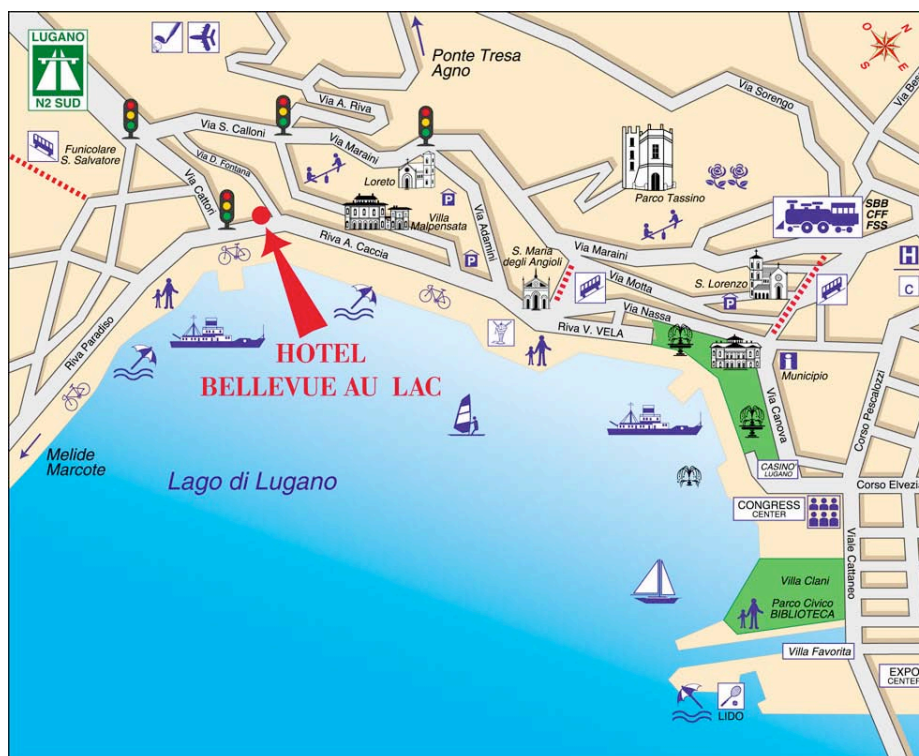 LUGANO
N2 SUD
Ponte Tresa
Agno
N
O
E
S
Via A. Riva
Via Sorengo
Via S. Calloni
Via Maraini
Funicolare
S. Salvatore
Via D. Fontana
Via Cattori
Loreto
Parco Tassino
SBB
CFF
FSS
Villa
Malpensata
P
Via Adamini
Riva A. Caccia
P
S. Maria
degli Angioli
Via Maraini
Via Motta
S. Lorenzo
P
H
C
Via Nassa
Riva V. VELA
Riva Paradiso
HOTEL
BELLEVUE AU LAC
i
Municipio
Via Canova
Corso Pescalozzi
Melide
Marcote
Lago di Lugano
CASINO'
LUGANO
Corso Elvezia
CONGRESS
CENTER
Viale Cattaneo
Villa Clani
Parco Civico
BIBLIOTECA
Villa Favorita
EXPO
CENTER
LIDO